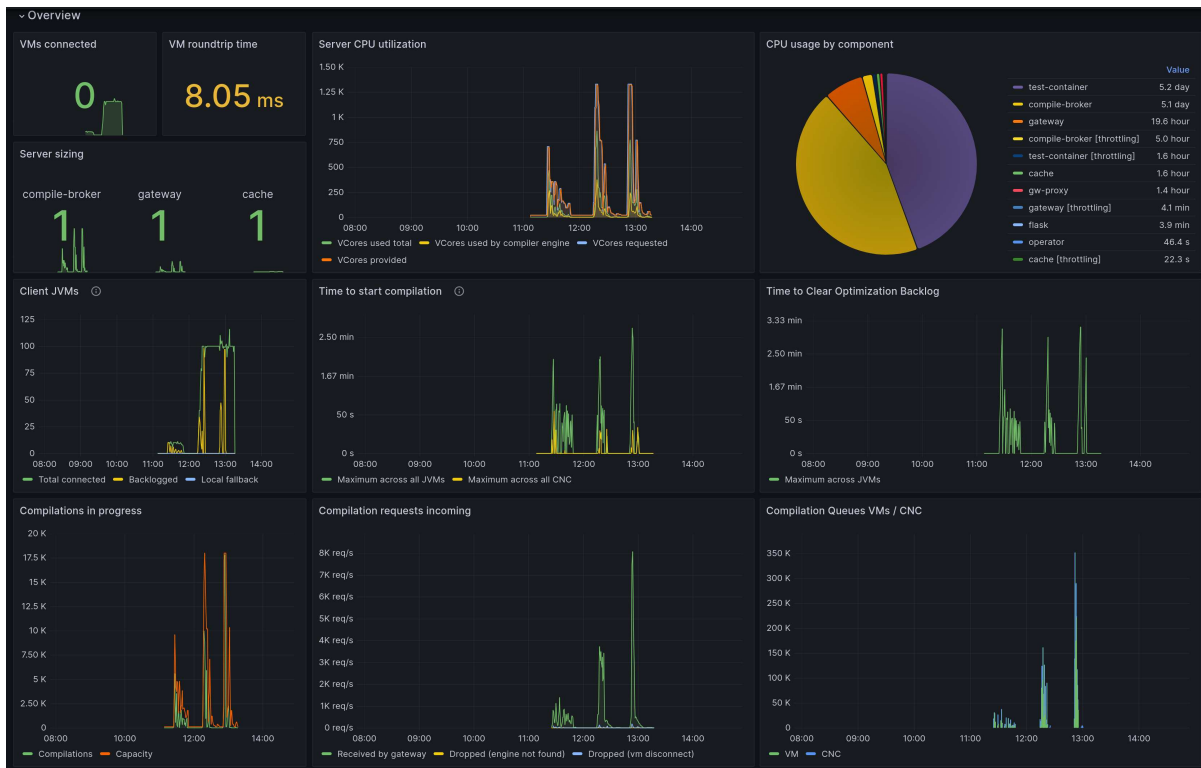 Overview
VMs connected
0
VM roundtrip time
8.05 ms
Server sizing
compile-broker
1
gateway
1
cache
1
Server CPU utilization
1.50 K
1.25 K
1 K
750
500
250
0
08:00 09:00 10:00 11:00 12:00 13:00 14:00
VCores used total VCores used by compiler engine VCores requested
VCores provided
CPU usage by component
Value
test-container 5.2 day
compile-broker 5.1 day
gateway 19.6 hour
compile-broker [throttling] 5.0 hour
test-container [throttling] 1.6 hour
cache 1.6 hour
gw-proxy 1.4 hour
gateway [throttling] 4.1 min
flask 3.9 min
operator 46.4 s
cache [throttling] 22.3 s
Client JVMs
125
100
75
50
25
0
08:00 09:00 10:00 11:00 12:00 13:00 14:00
Total connected Backlogged Local fallback
Time to start compilation
2.50 min
1.67 min
50 s
0 s
08:00 09:00 10:00 11:00 12:00 13:00 14:00
Maximum across all JVMs Maximum across all CNC
Time to Clear Optimization Backlog
3.33 min
2.50 min
1.67 min
50 s
0 s
08:00 09:00 10:00 11:00 12:00 13:00 14:00
Maximum across JVMs
Compilations in progress
20 K
17.5 K
15 K
12.5 K
10 K
7.50 K
5 K
2.50 K
0
08:00 10:00 12:00 14:00
Compilations Capacity
Compilation requests incoming
8K req/s
7K req/s
6K req/s
5K req/s
4K req/s
3K req/s
2K req/s
1K req/s
0 req/s
08:00 09:00 10:00 11:00 12:00 13:00 14:00
Received by gateway Dropped (engine not found) Dropped (vm disconnect)
Compilation Queues VMs / CNC
350 K
300 K
250 K
200 K
150 K
100 K
50 K
0
08:00 09:00 10:00 11:00 12:00 13:00 14:00
VM CNC